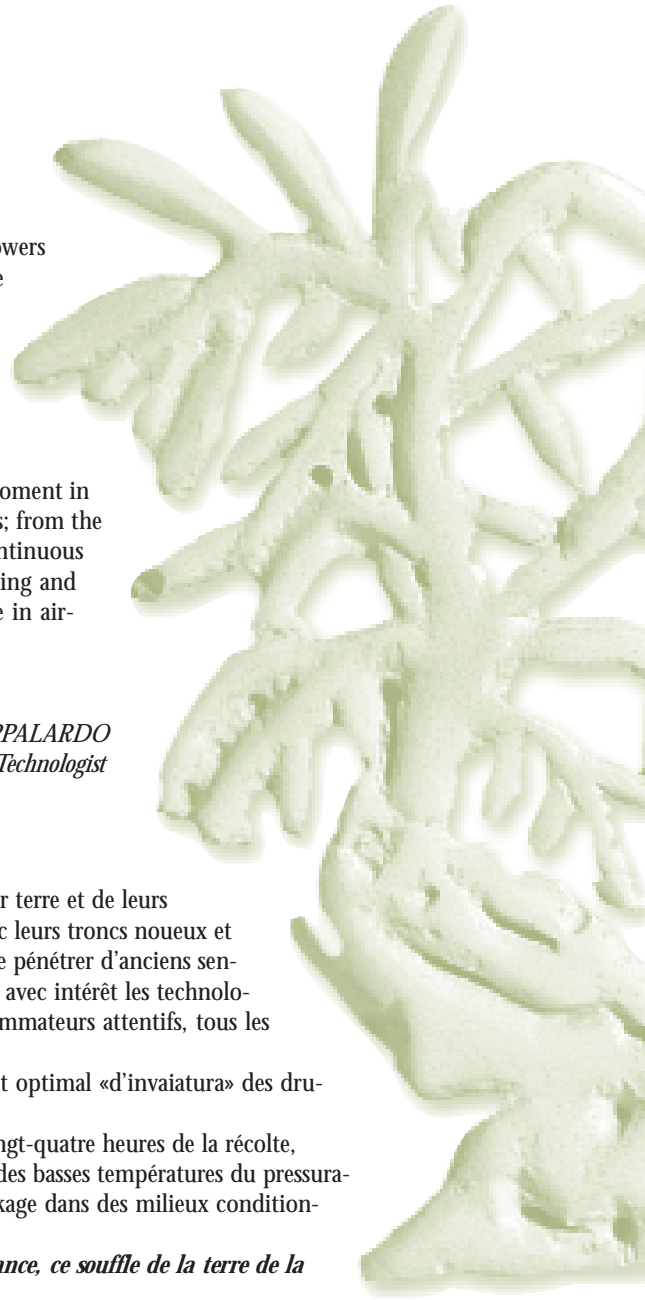 owers
e
oment in
s; from the
ntinuous
ing and
e in air-
PPALARDO
Technologist
r terre et de leurs
c leurs troncs noueux et
e pénétrer d'anciens sen-
avec intérêt les technolo-
mmateurs attentifs, tous les
t optimal «d'invaiatura» des dru-
ngt-quatre heures de la récolte,
des basses températures du pressura-
kage dans des milieux condition-
ance, ce souffle de la terre de la